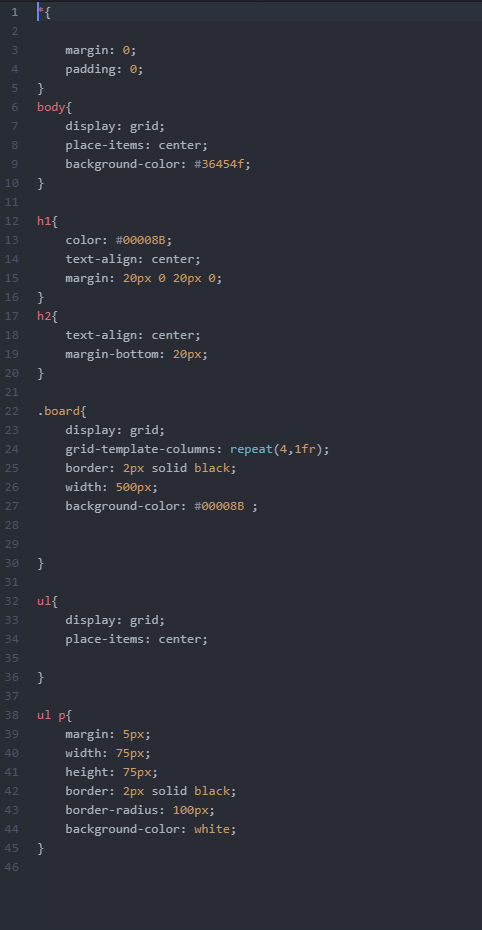 1 *{
2
3     margin: 0;
4     padding: 0;
5 }
6 body{
7     display: grid;
8     place-items: center;
9     background-color: #36454f;
10 }
11
12 h1{
13     color: #00008B;
14     text-align: center;
15     margin: 20px 0 20px 0;
16 }
17 h2{
18     text-align: center;
19     margin-bottom: 20px;
20 }
21
22 .board{
23     display: grid;
24     grid-template-columns: repeat(4,1fr);
25     border: 2px solid black;
26     width: 500px;
27     background-color: #00008B ;
28
29
30 }
31
32 ul{
33     display: grid;
34     place-items: center;
35
36 }
37
38 ul p{
39     margin: 5px;
40     width: 75px;
41     height: 75px;
42     border: 2px solid black;
43     border-radius: 100px;
44     background-color: white;
45 }
46